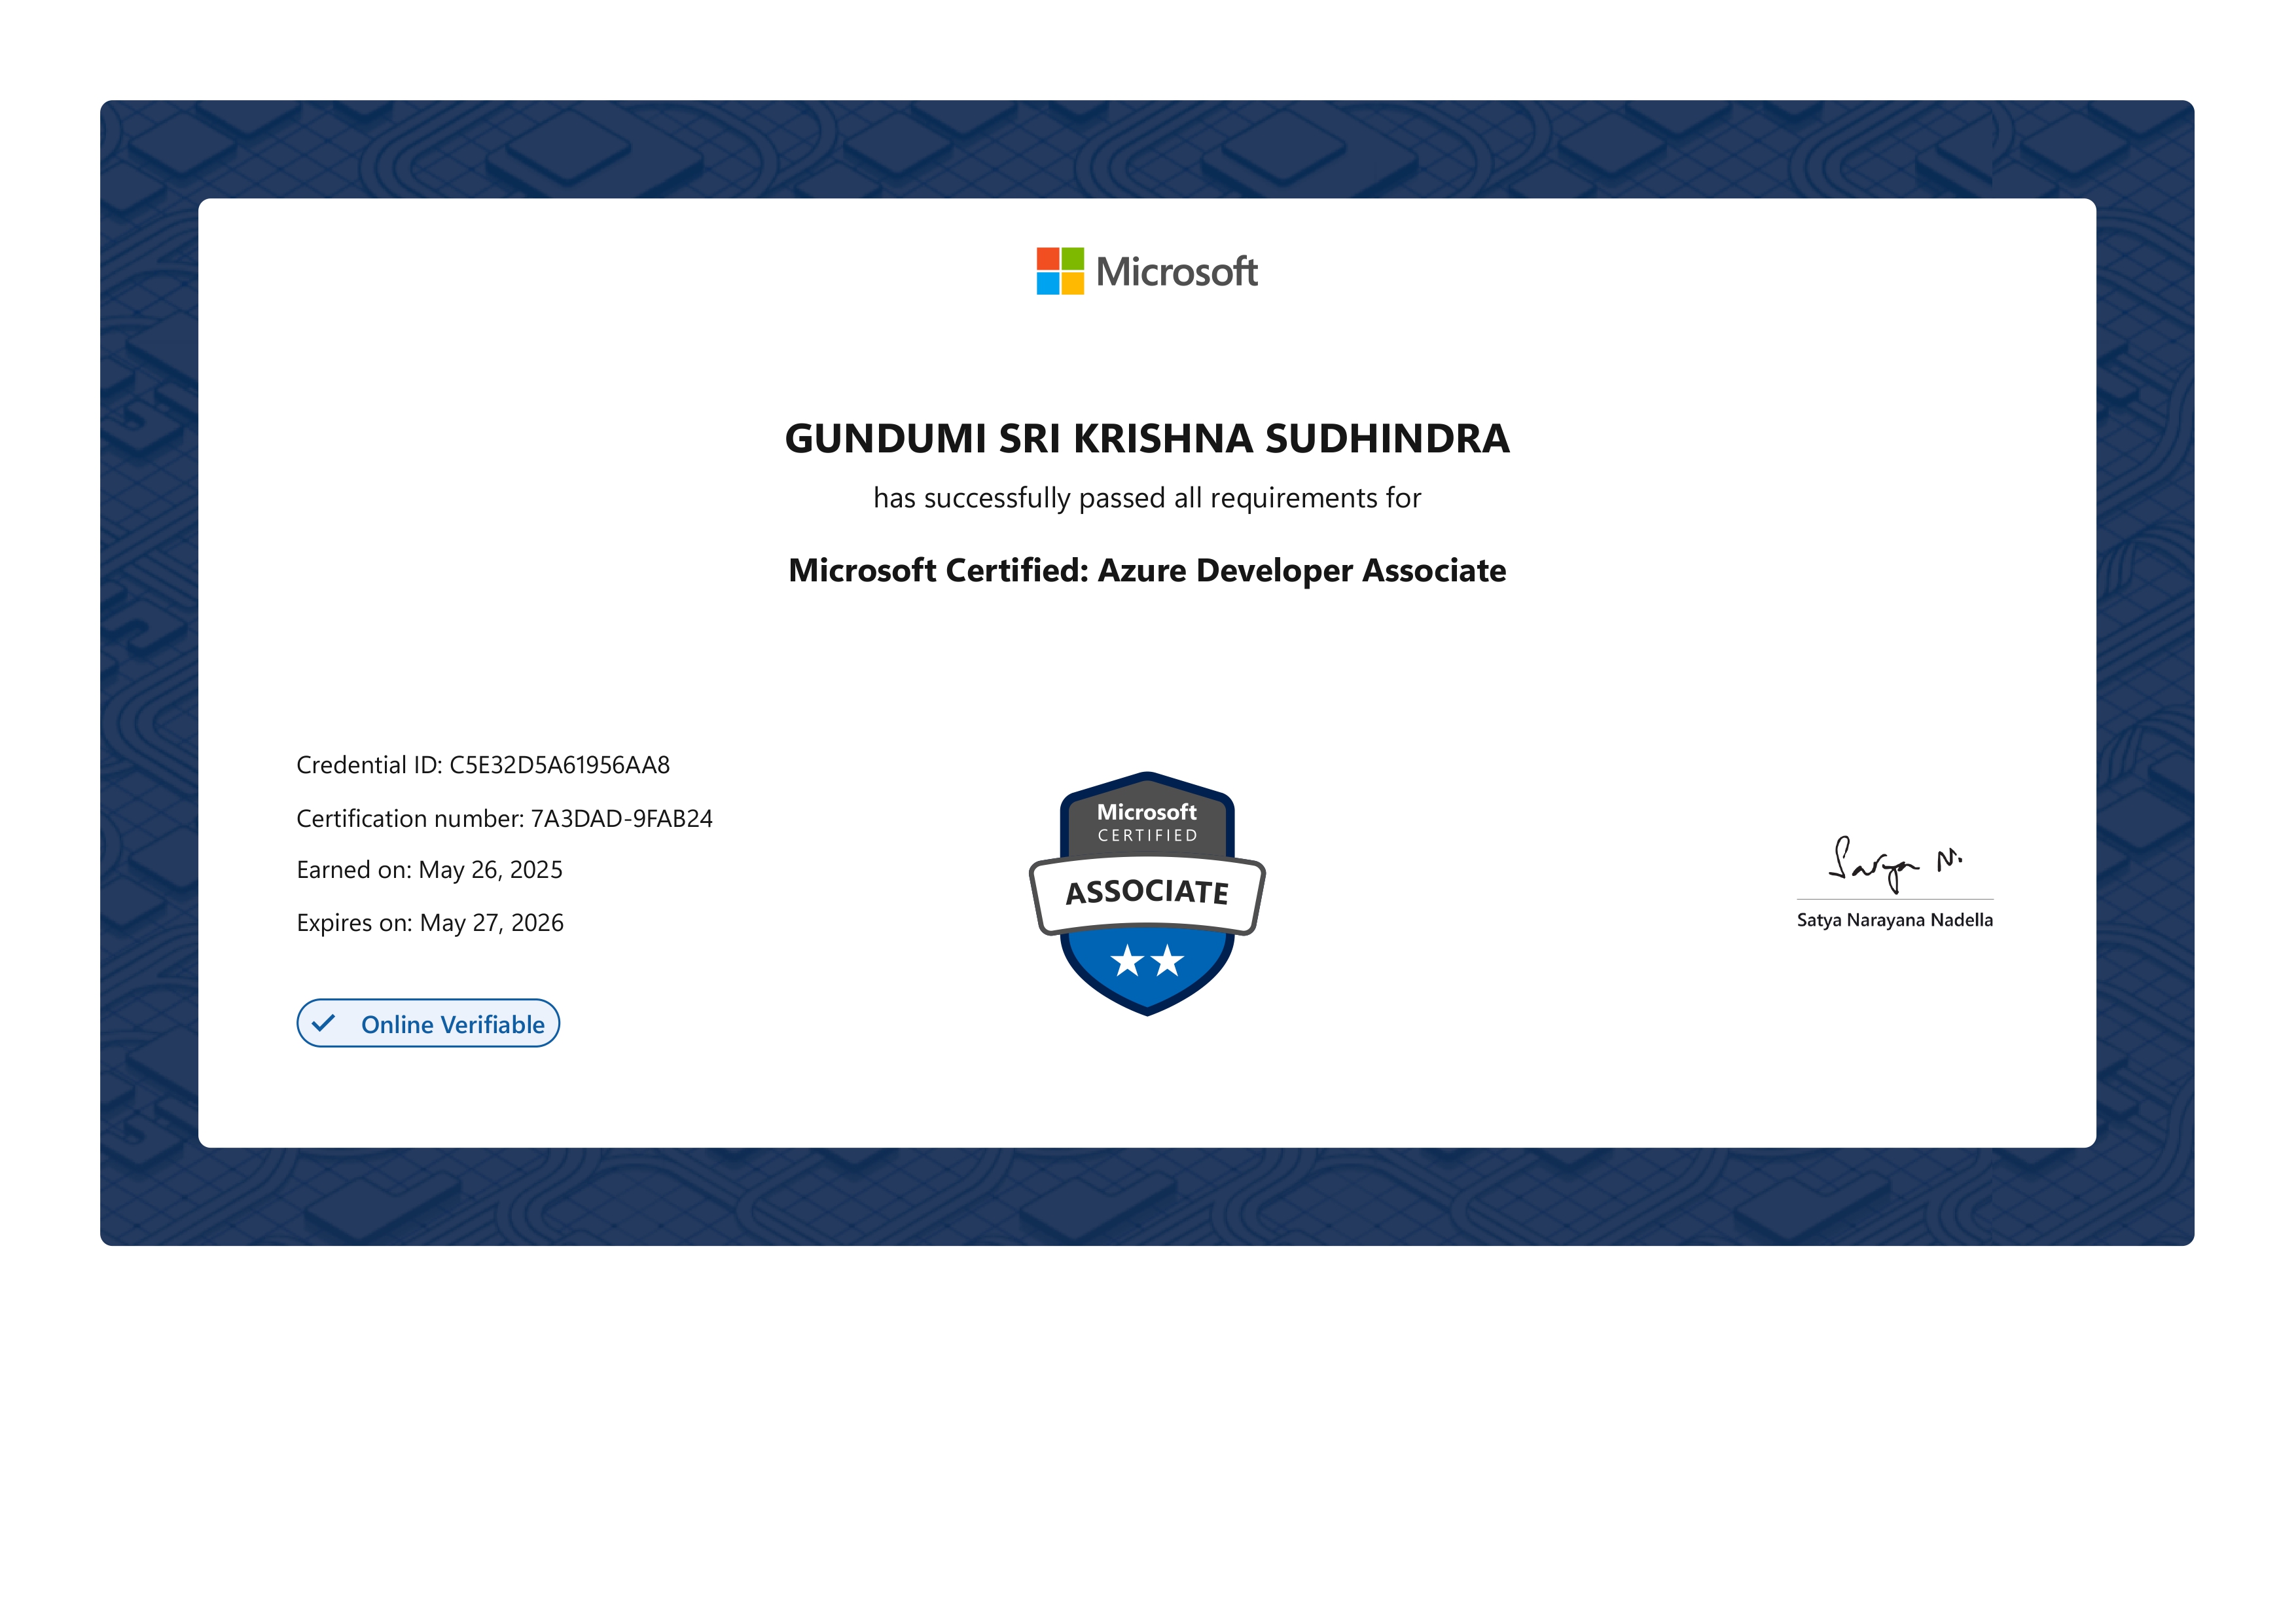 Microsoft
GUNDUMI SRI KRISHNA SUDHINDRA
has successfully passed all requirements for
Microsoft Certified: Azure Developer Associate
Credential ID: C5E32D5A61956AA8
Certification number: 7A3DAD-9FAB24
Earned on: May 26, 2025
Expires on: May 27, 2026
Online Verifiable
Microsoft
CERTIFIED
ASSOCIATE
Satya N.
Satya Narayana Nadella